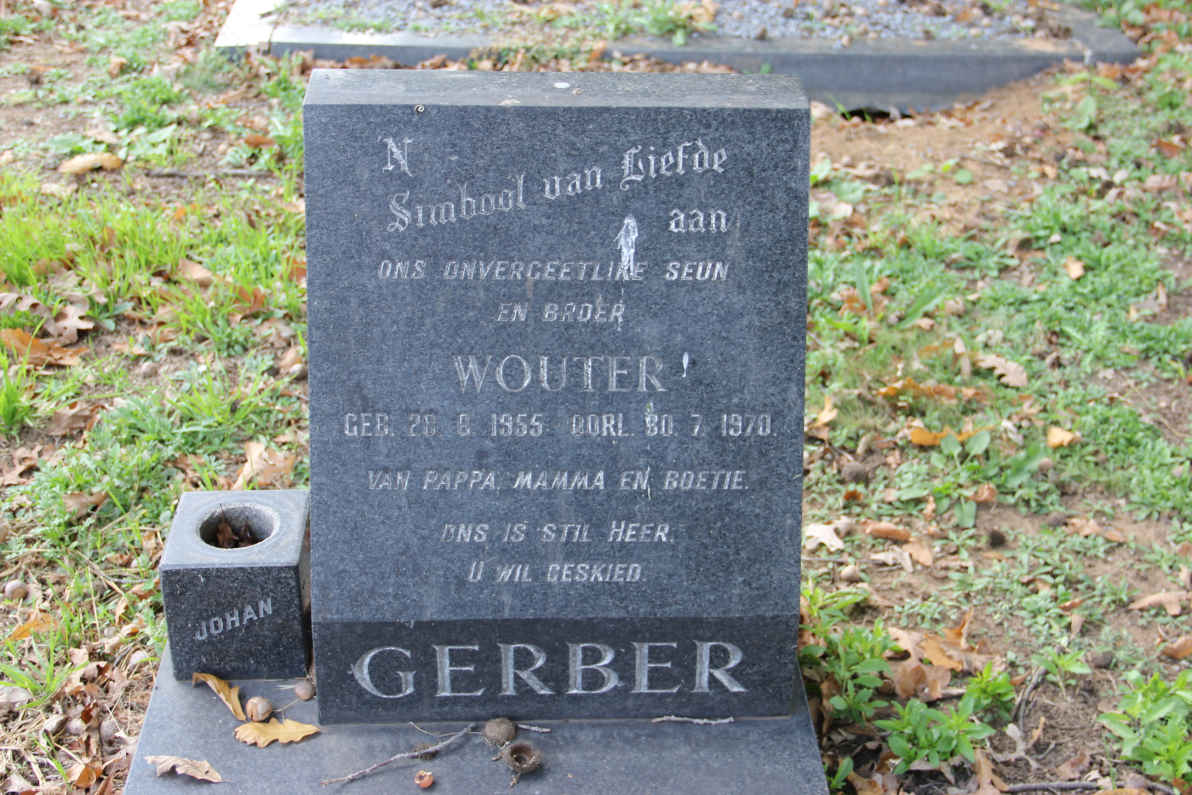 N
Simbool van Liefde
aan
ONS ONVERGEETLIKE SEUN
EN BROER
WOUTER
GEB. 6. 1955 OORL. 30. 7. 1970.
VAN PAPPA, MAMMA EN BOETIE.
ONS IS STIL HEER.
U WIL GESKIED.
JOHAN
GERBER